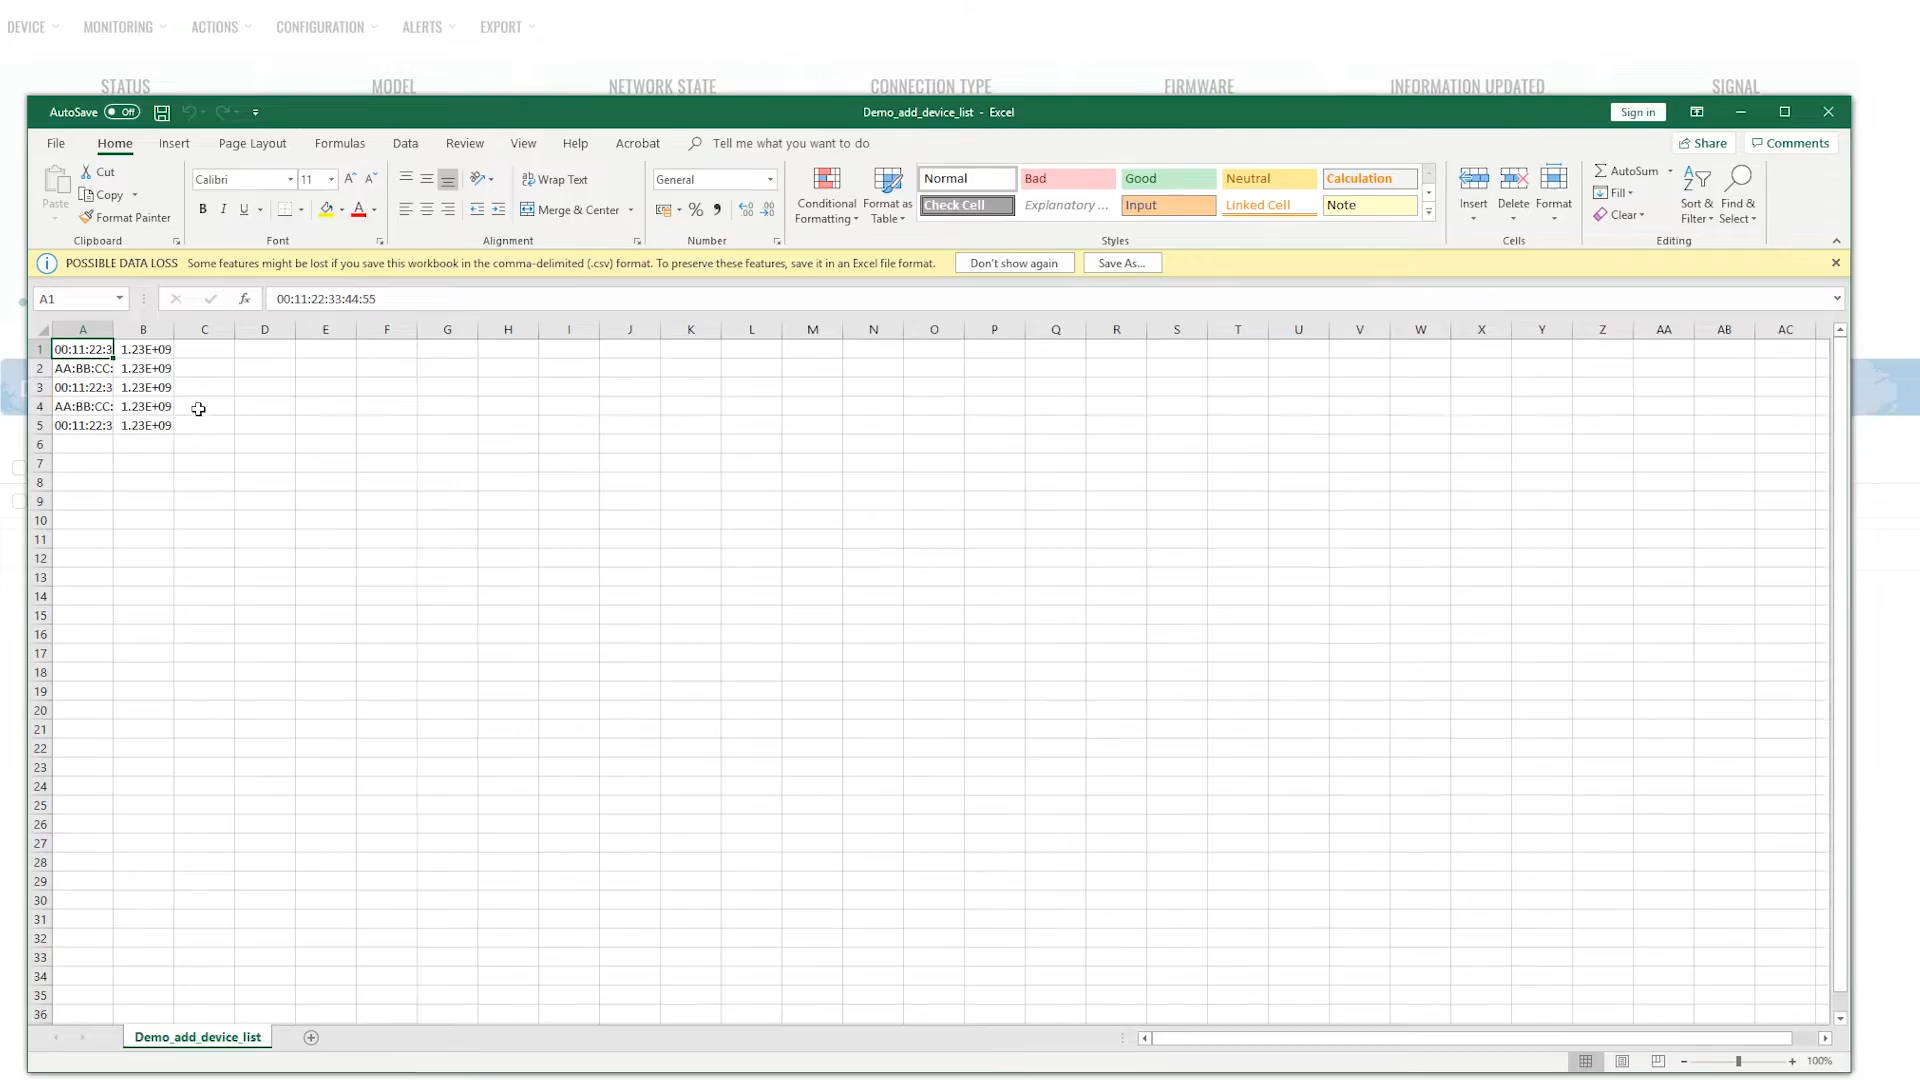 DEVICE MONITORING ACTIONS CONFIGURATION ALERTS EXPORT
STATUS MODEL NETWORK STATE CONNECTION TYPE FIRMWARE INFORMATION UPDATED SIGNAL
AutoSave Off Demo_add_device_list - Excel Sign in
File Home Insert Page Layout Formulas Data Review View Help Acrobat Tell me what you want to do Share Comments
Paste
Cut
Copy
Format Painter
Clipboard
Calibri 11
B I U
Font
Wrap Text
Merge & Center
Alignment
General
Number
Conditional Formatting
Format as Table
Normal Bad Good Neutral Calculation
Check Cell Explanatory ... Input Linked Cell Note
Styles
Insert Delete Format
Cells
AutoSum
Fill
Clear
Sort & Filter
Find & Select
Editing
POSSIBLE DATA LOSS Some features might be lost if you save this workbook in the comma-delimited (.csv) format. To preserve these features, save it in an Excel file format. Don't show again Save As...
A1 fx 00:11:22:33:44:55
A B C D E F G H I J K L M N O P Q R S T U V W X Y Z AA AB AC
1 00:11:22:3 1.23E+09
2 AA:BB:CC: 1.23E+09
3 00:11:22:3 1.23E+09
4 AA:BB:CC: 1.23E+09
5 00:11:22:3 1.23E+09
6
7
8
9
10
11
12
13
14
15
16
17
18
19
20
21
22
23
24
25
26
27
28
29
30
31
32
33
34
35
36
Demo_add_device_list
100%